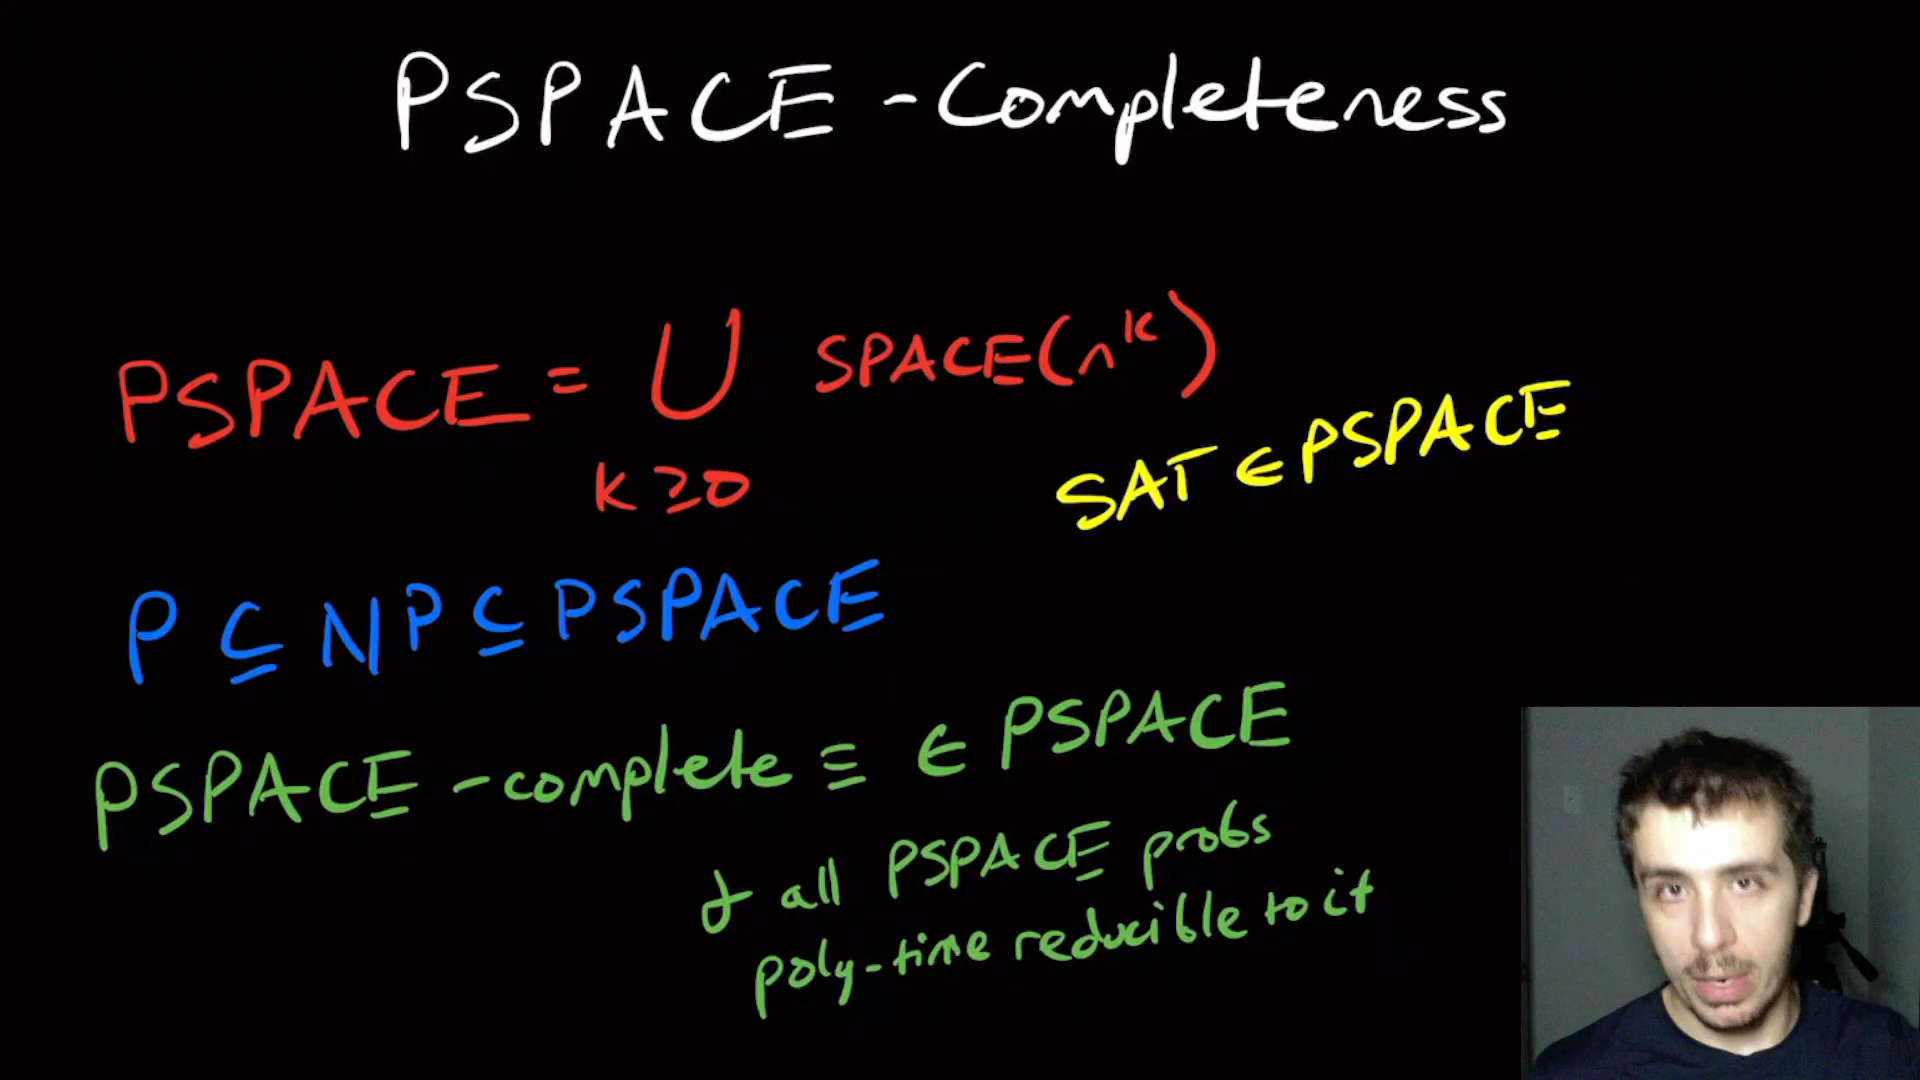 PSPACE-Completeness
PSPACE = ⋃ SPACE(n^k)
k ≥ 0
SAT ∈ PSPACE
P ⊆ NP ⊆ PSPACE
PSPACE-complete ≡ ∈ PSPACE
& all PSPACE probs
poly-time reducible to it